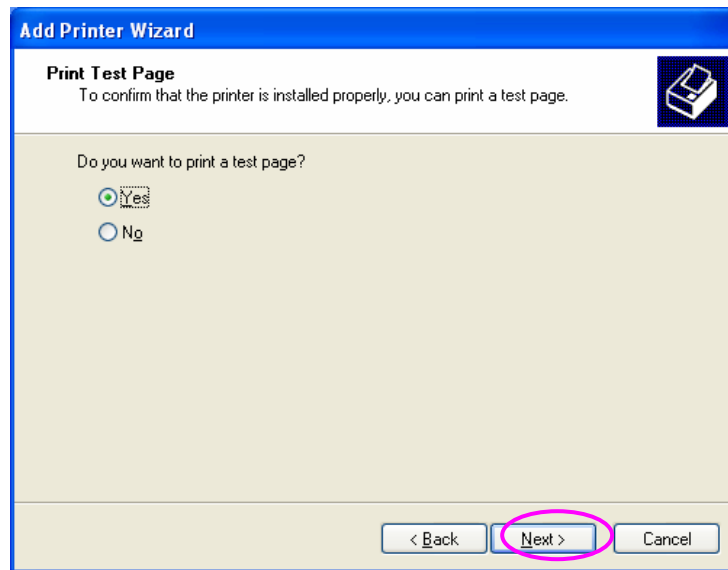 Add Printer Wizard
Print Test Page
To confirm that the printer is installed properly, you can print a test page.
Do you want to print a test page?
Yes
No
< Back Next > Cancel